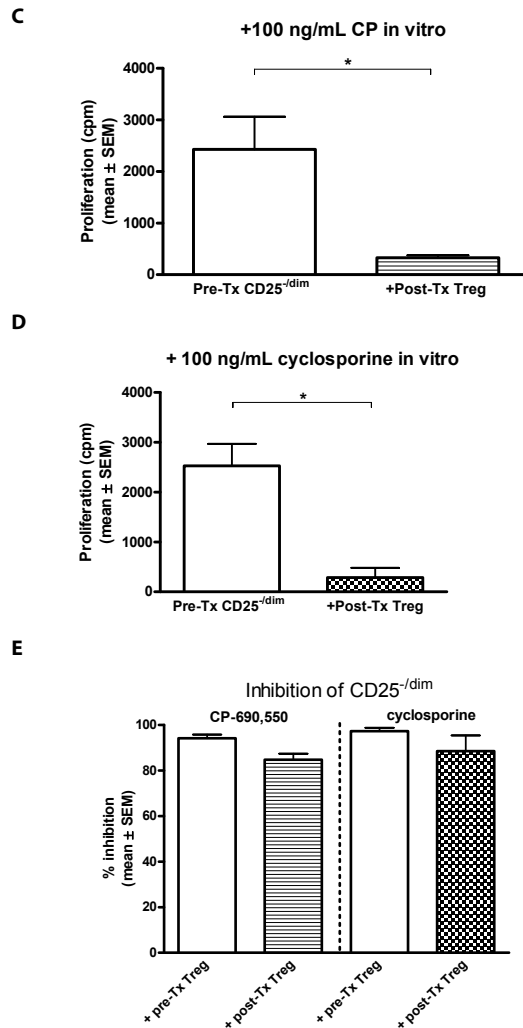 C
+100 ng/mL CP in vitro
*
Proliferation (cpm)
(mean ± SEM)
4000
3000
2000
1000
0
Pre-Tx CD25-/dim
+Post-Tx Treg
D
+ 100 ng/mL cyclosporine in vitro
*
Proliferation (cpm)
(mean ± SEM)
4000
3000
2000
1000
0
Pre-Tx CD25-/dim
+Post-Tx Treg
E
Inhibition of CD25-/dim
CP-690,550
cyclosporine
% inhibition
(mean ± SEM)
100
80
60
40
20
0
+ pre-Tx Treg
+ post-Tx Treg
+ pre-Tx Treg
+ post-Tx Treg